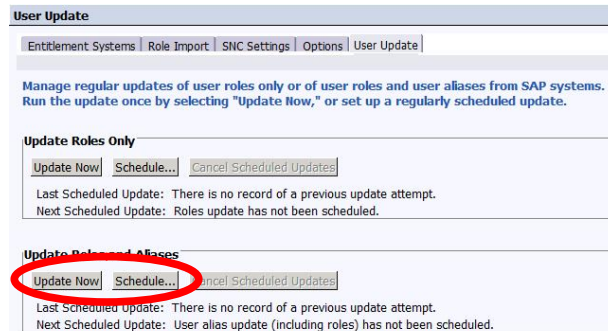 User Update
Entitlement Systems Role Import SNC Settings Options User Update
Manage regular updates of user roles only or of user roles and user aliases from SAP systems.
Run the update once by selecting "Update Now," or set up a regularly scheduled update.
Update Roles Only
Update Now Schedule... Cancel Scheduled Updates
Last Scheduled Update: There is no record of a previous update attempt.
Next Scheduled Update: Roles update has not been scheduled.
Update Roles and Aliases
Update Now Schedule... Cancel Scheduled Updates
Last Scheduled Update: There is no record of a previous update attempt.
Next Scheduled Update: User alias update (including roles) has not been scheduled.